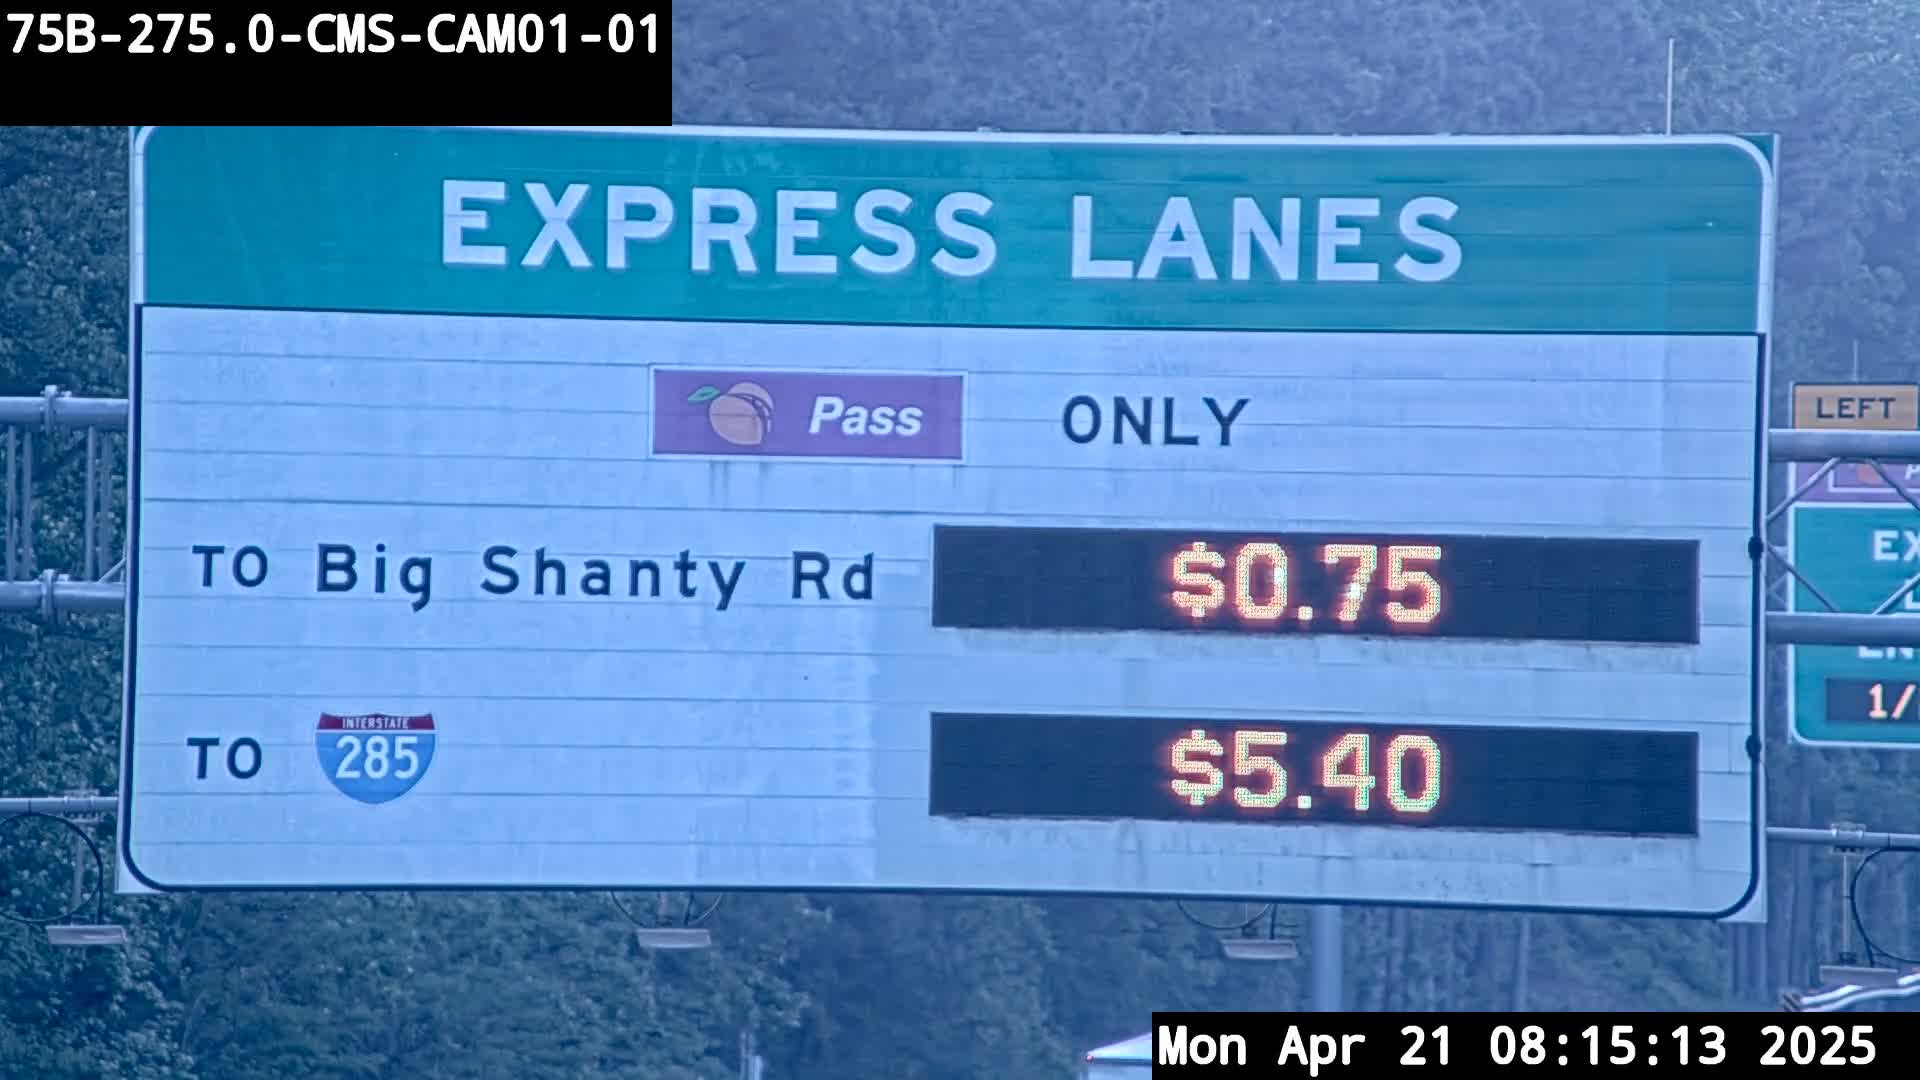 75B-275.0-CMS-CAM01-01
EXPRESS LANES
Pass ONLY
TO Big Shanty Rd $0.75
TO INTERSTATE 285 $5.40
LEFT
1/
Mon Apr 21 08:15:13 2025